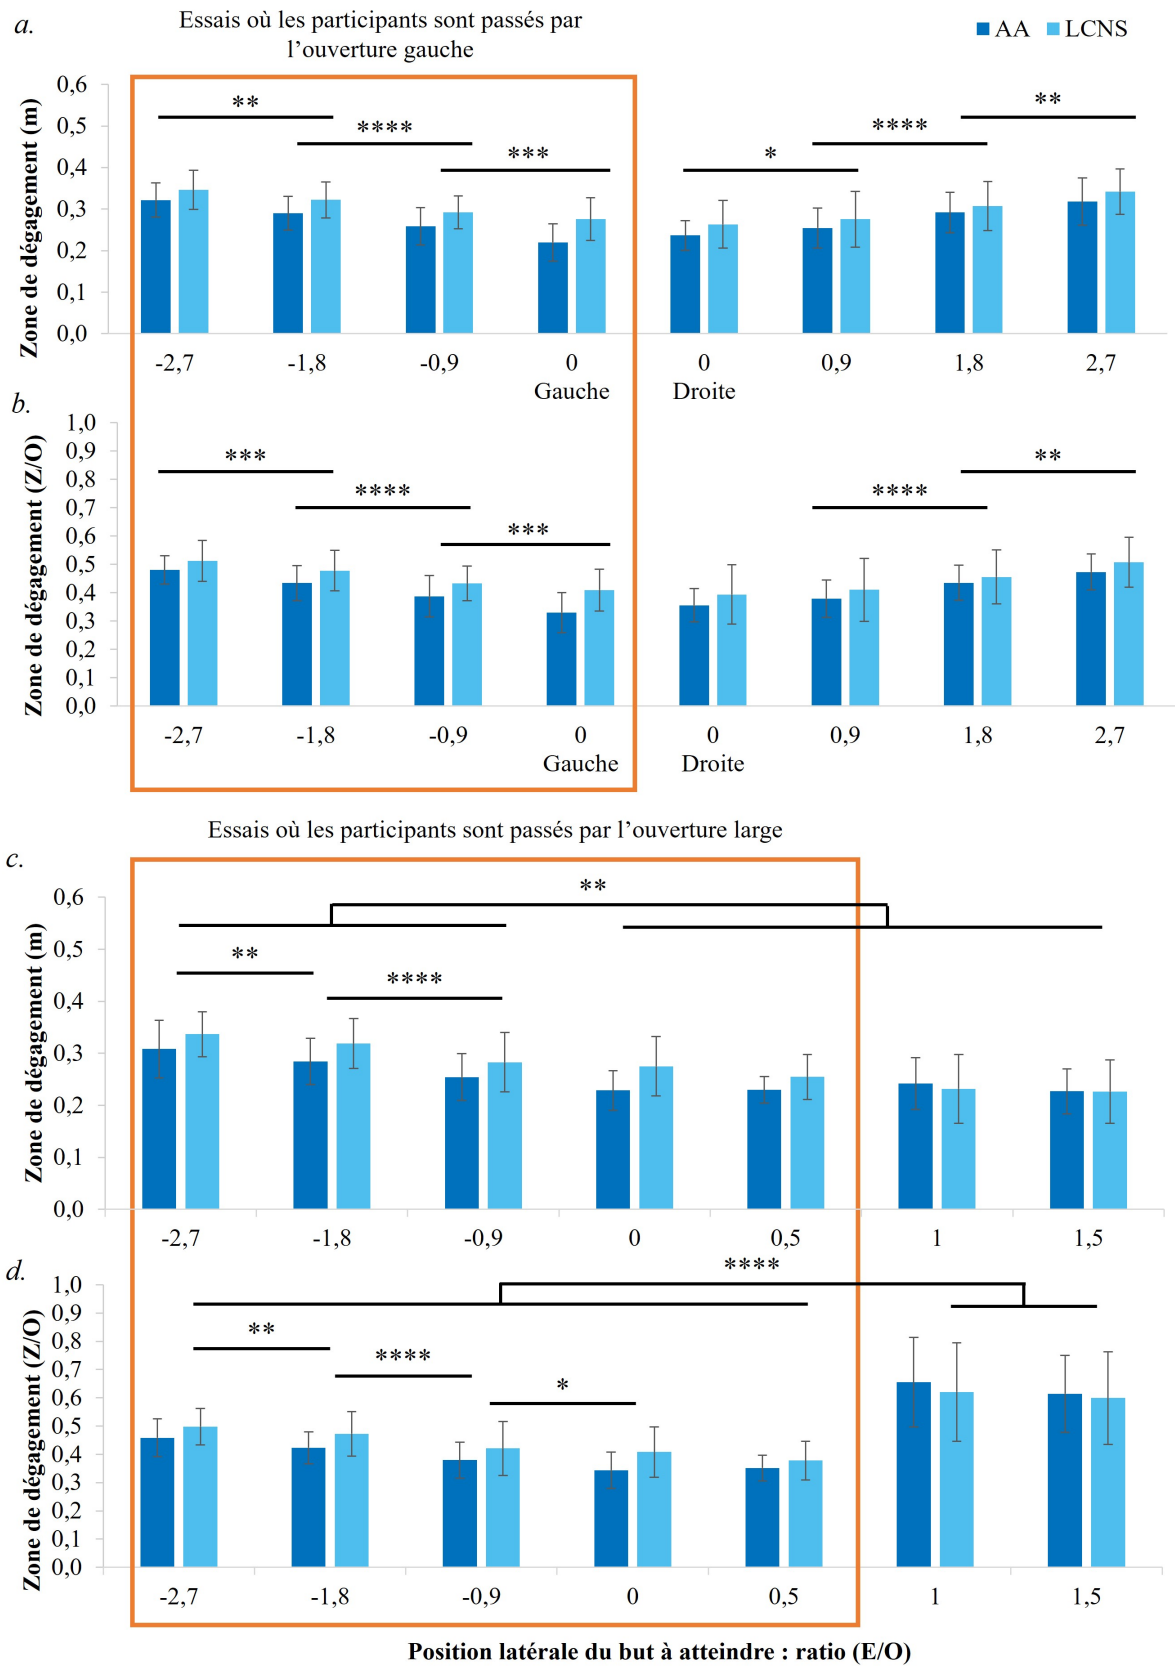 a.
Essais où les participants sont passés par
l’ouverture gauche
AA LCNS
Zone de dégagement (m)
0,6
0,5
0,4
0,3
0,2
0,1
0,0
** **** *** * **** **
-2,7 -1,8 -0,9 0 0 0,9 1,8 2,7
Gauche Droite
b.
Zone de dégagement (Z/O)
1,0
0,9
0,8
0,7
0,6
0,5
0,4
0,3
0,2
0,1
0,0
*** **** *** **** **
-2,7 -1,8 -0,9 0 0 0,9 1,8 2,7
Gauche Droite
Essais où les participants sont passés par l’ouverture large
c.
Zone de dégagement (m)
0,6
0,5
0,4
0,3
0,2
0,1
0,0
**
** ****
-2,7 -1,8 -0,9 0 0,5 1 1,5
d.
Zone de dégagement (Z/O)
1,0
0,9
0,8
0,7
0,6
0,5
0,4
0,3
0,2
0,1
0,0
****
** **** *
-2,7 -1,8 -0,9 0 0,5 1 1,5
Position latérale du but à atteindre : ratio (E/O)